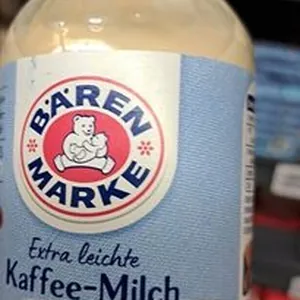 BÄREN
MARKE
Extra leichte
Kaffee-Milch